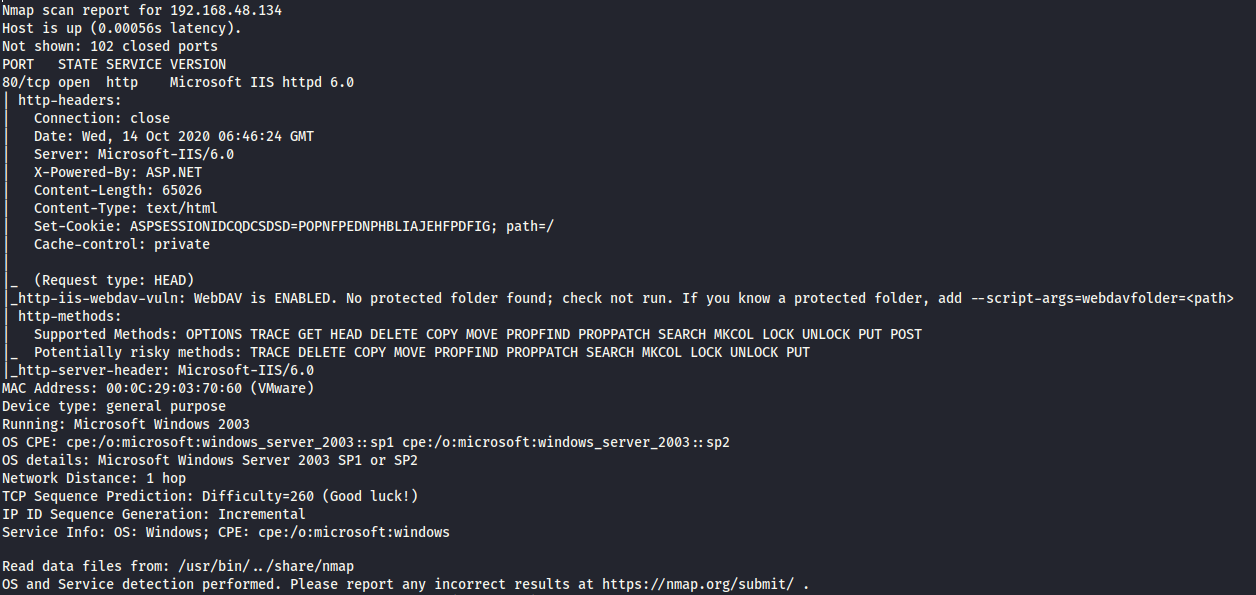 Nmap scan report for 192.168.48.134
Host is up (0.00056s latency).
Not shown: 102 closed ports
PORT   STATE SERVICE VERSION
80/tcp open  http    Microsoft IIS httpd 6.0
| http-headers:
|   Connection: close
|   Date: Wed, 14 Oct 2020 06:46:24 GMT
|   Server: Microsoft-IIS/6.0
|   X-Powered-By: ASP.NET
|   Content-Length: 65026
|   Content-Type: text/html
|   Set-Cookie: ASPSESSIONIDCQDCSDSD=POPNFPEDNPHBLIAJEHFPDFIG; path=/
|   Cache-control: private
|
|_  (Request type: HEAD)
|_http-iis-webdav-vuln: WebDAV is ENABLED. No protected folder found; check not run. If you know a protected folder, add --script-args=webdavfolder=<path>
| http-methods:
|   Supported Methods: OPTIONS TRACE GET HEAD DELETE COPY MOVE PROPFIND PROPPATCH SEARCH MKCOL LOCK UNLOCK PUT POST
|_  Potentially risky methods: TRACE DELETE COPY MOVE PROPFIND PROPPATCH SEARCH MKCOL LOCK UNLOCK PUT
|_http-server-header: Microsoft-IIS/6.0
MAC Address: 00:0C:29:03:70:60 (VMware)
Device type: general purpose
Running: Microsoft Windows 2003
OS CPE: cpe:/o:microsoft:windows_server_2003::sp1 cpe:/o:microsoft:windows_server_2003::sp2
OS details: Microsoft Windows Server 2003 SP1 or SP2
Network Distance: 1 hop
TCP Sequence Prediction: Difficulty=260 (Good luck!)
IP ID Sequence Generation: Incremental
Service Info: OS: Windows; CPE: cpe:/o:microsoft:windows

Read data files from: /usr/bin/../share/nmap
OS and Service detection performed. Please report any incorrect results at https://nmap.org/submit/ .